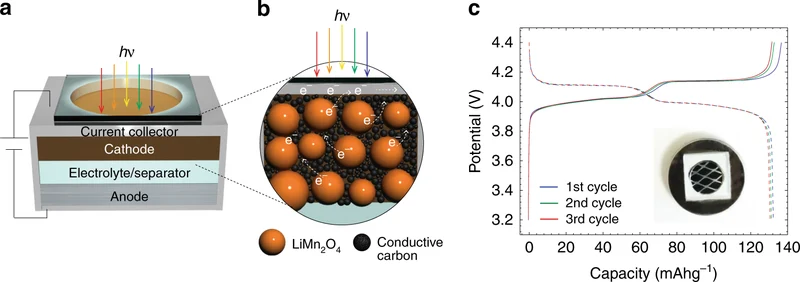 a
hν
Current collector
Cathode
Electrolyte/separator
Anode
b
hν
e⁻ e⁻ e⁻
e⁻
e⁻
e⁻
e⁻
e⁻
LiMn₂O₄
Conductive
carbon
c
Potential (V)
4.4
4.2
4.0
3.8
3.6
3.4
3.2
1st cycle
2nd cycle
3rd cycle
0 20 40 60 80 100 120 140
Capacity (mAhg⁻¹)